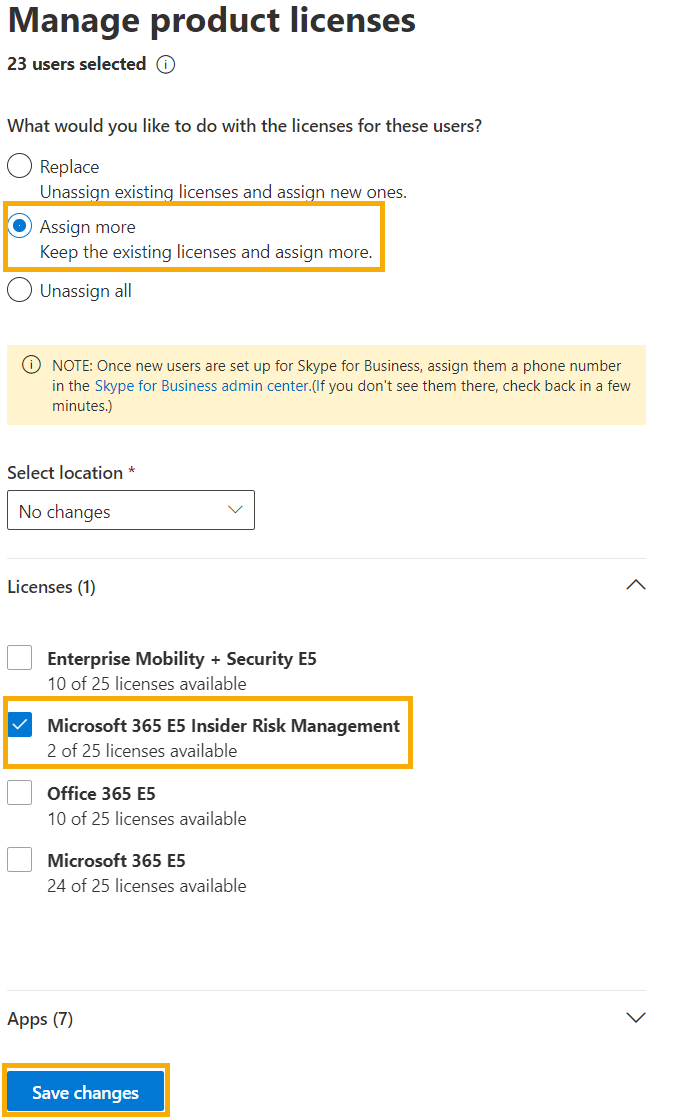 Manage product licenses
23 users selected
What would you like to do with the licenses for these users?
Replace
Unassign existing licenses and assign new ones.
Assign more
Keep the existing licenses and assign more.
Unassign all
NOTE: Once new users are set up for Skype for Business, assign them a phone number
in the Skype for Business admin center.(If you don't see them there, check back in a few
minutes.)
Select location *
No changes
Licenses (1)
Enterprise Mobility + Security E5
10 of 25 licenses available
Microsoft 365 E5 Insider Risk Management
2 of 25 licenses available
Office 365 E5
10 of 25 licenses available
Microsoft 365 E5
24 of 25 licenses available
Apps (7)
Save changes